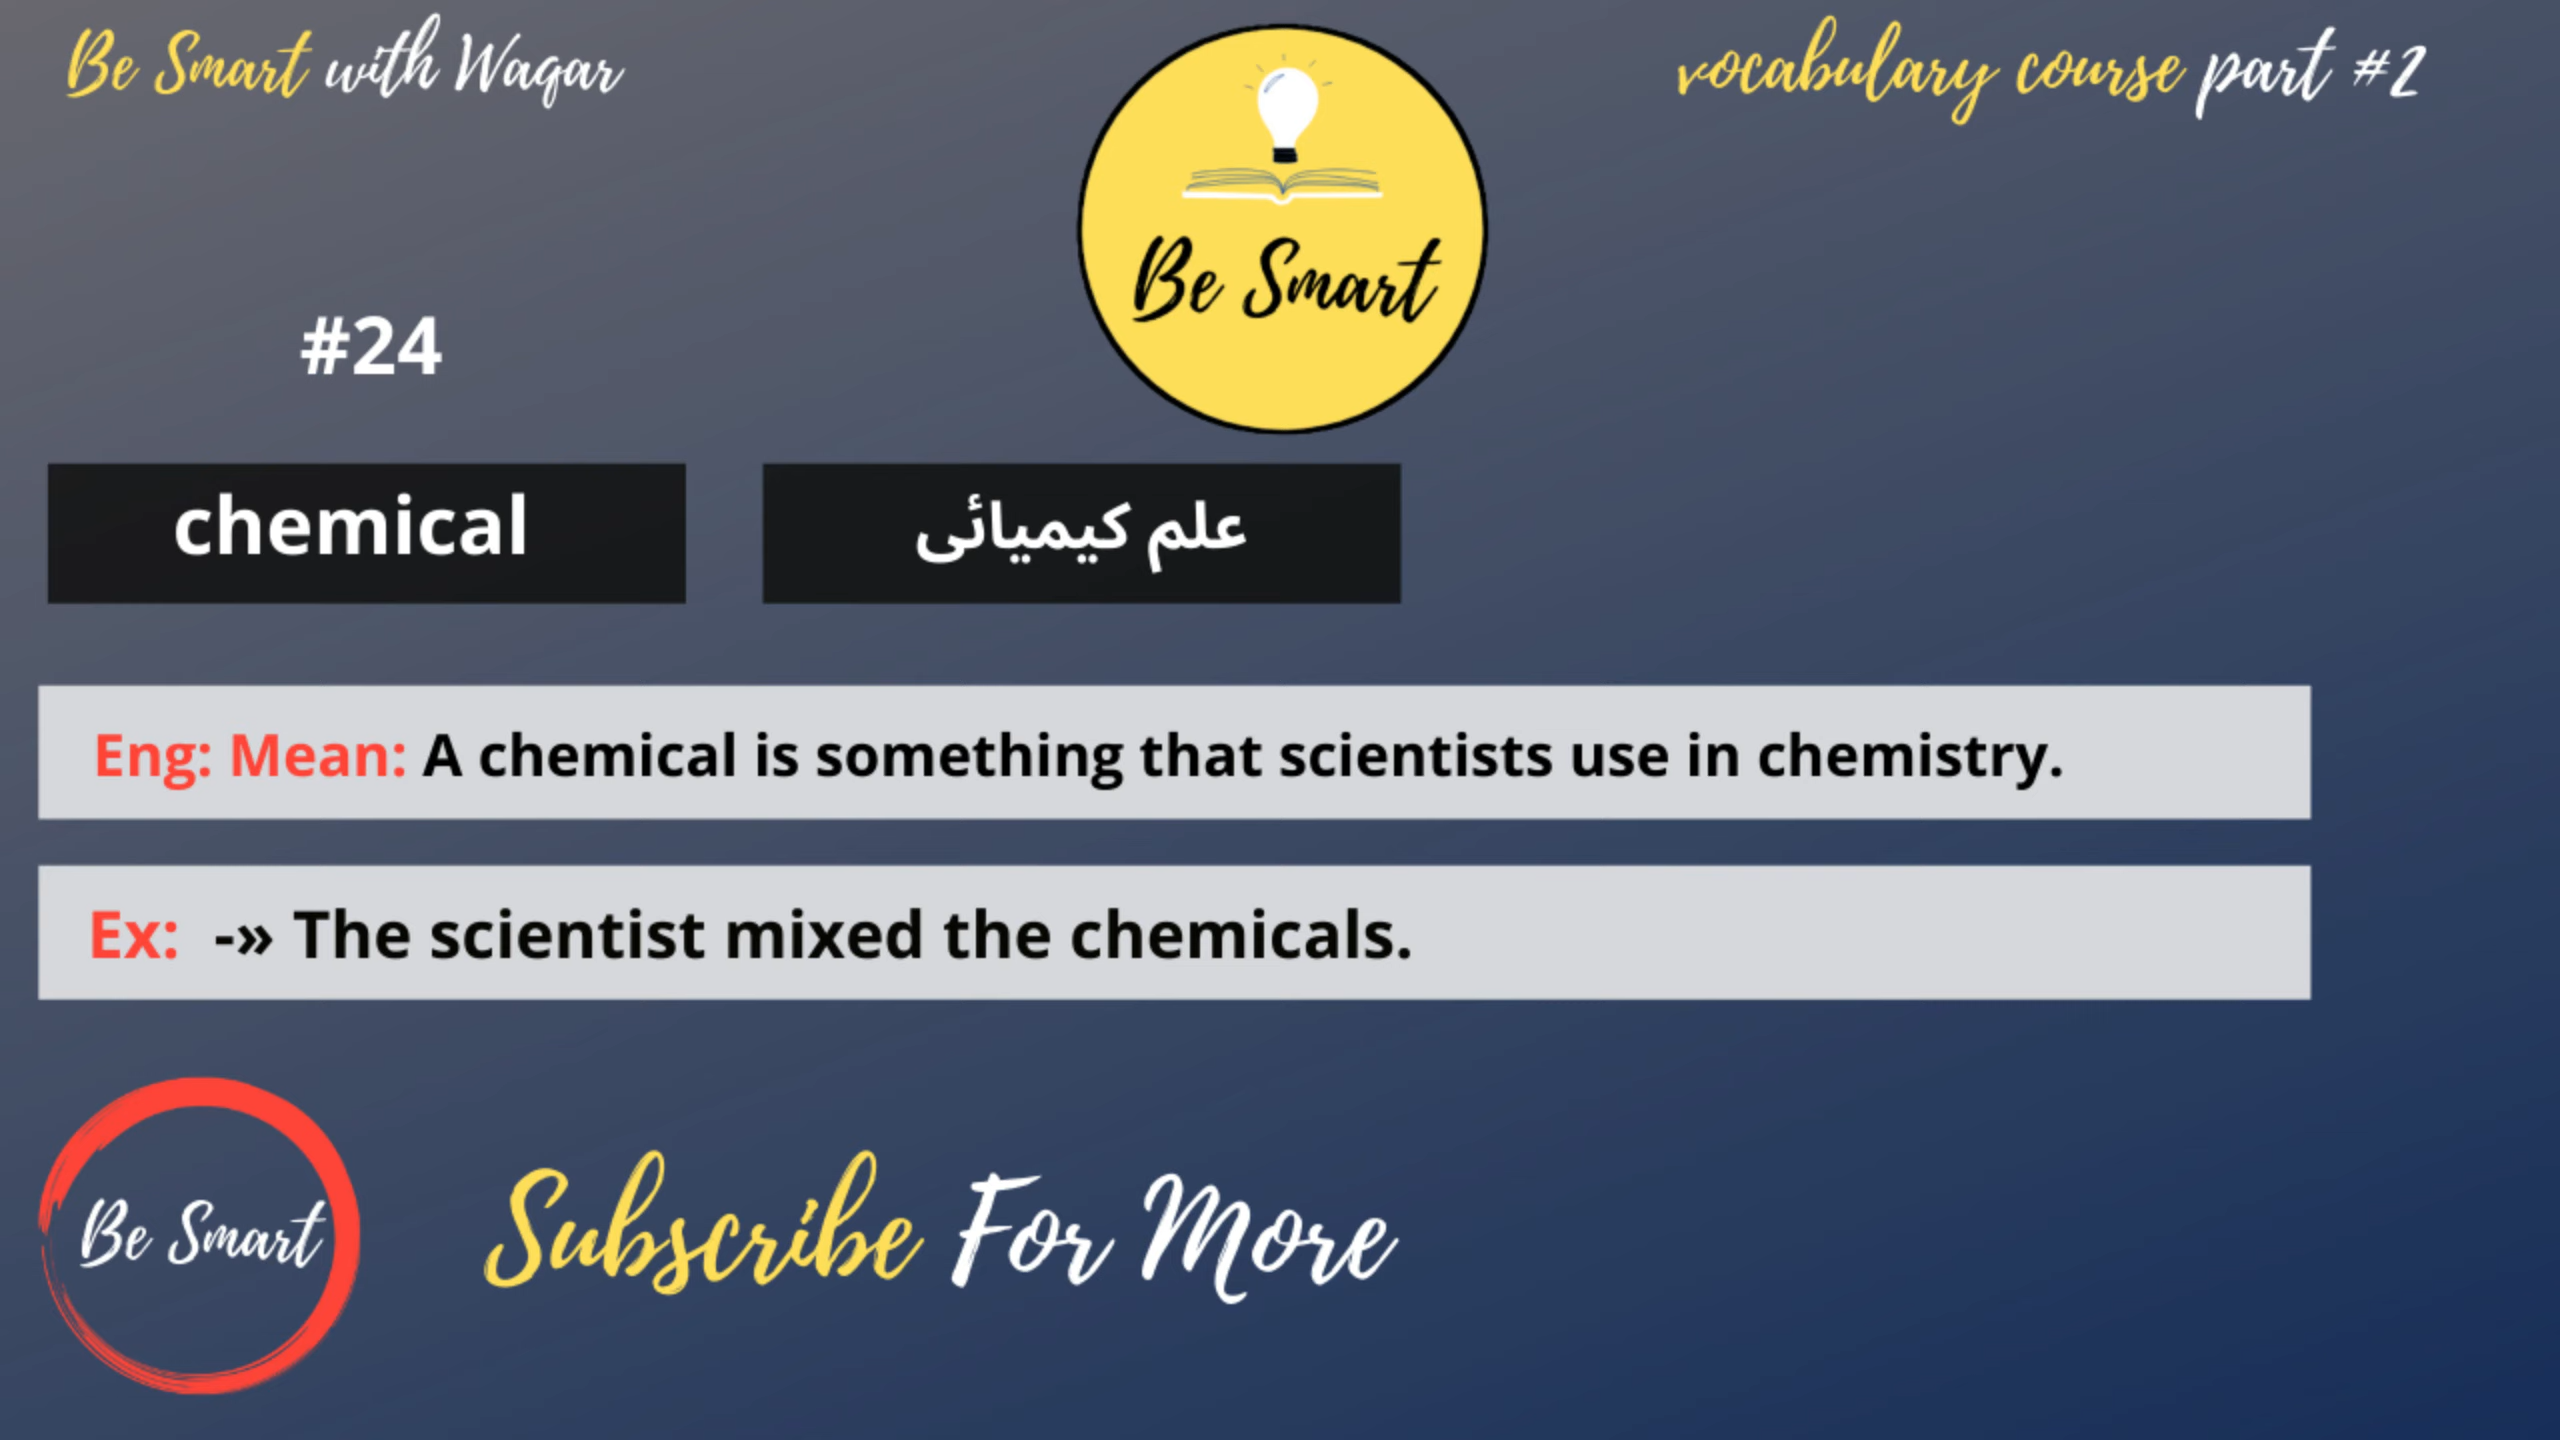 Be Smart with Waqar
vocabulary course part #2
Be Smart
#24
chemical
علم کیمیائی
Eng: Mean: A chemical is something that scientists use in chemistry.
Ex: -» The scientist mixed the chemicals.
Be Smart
Subscribe For More